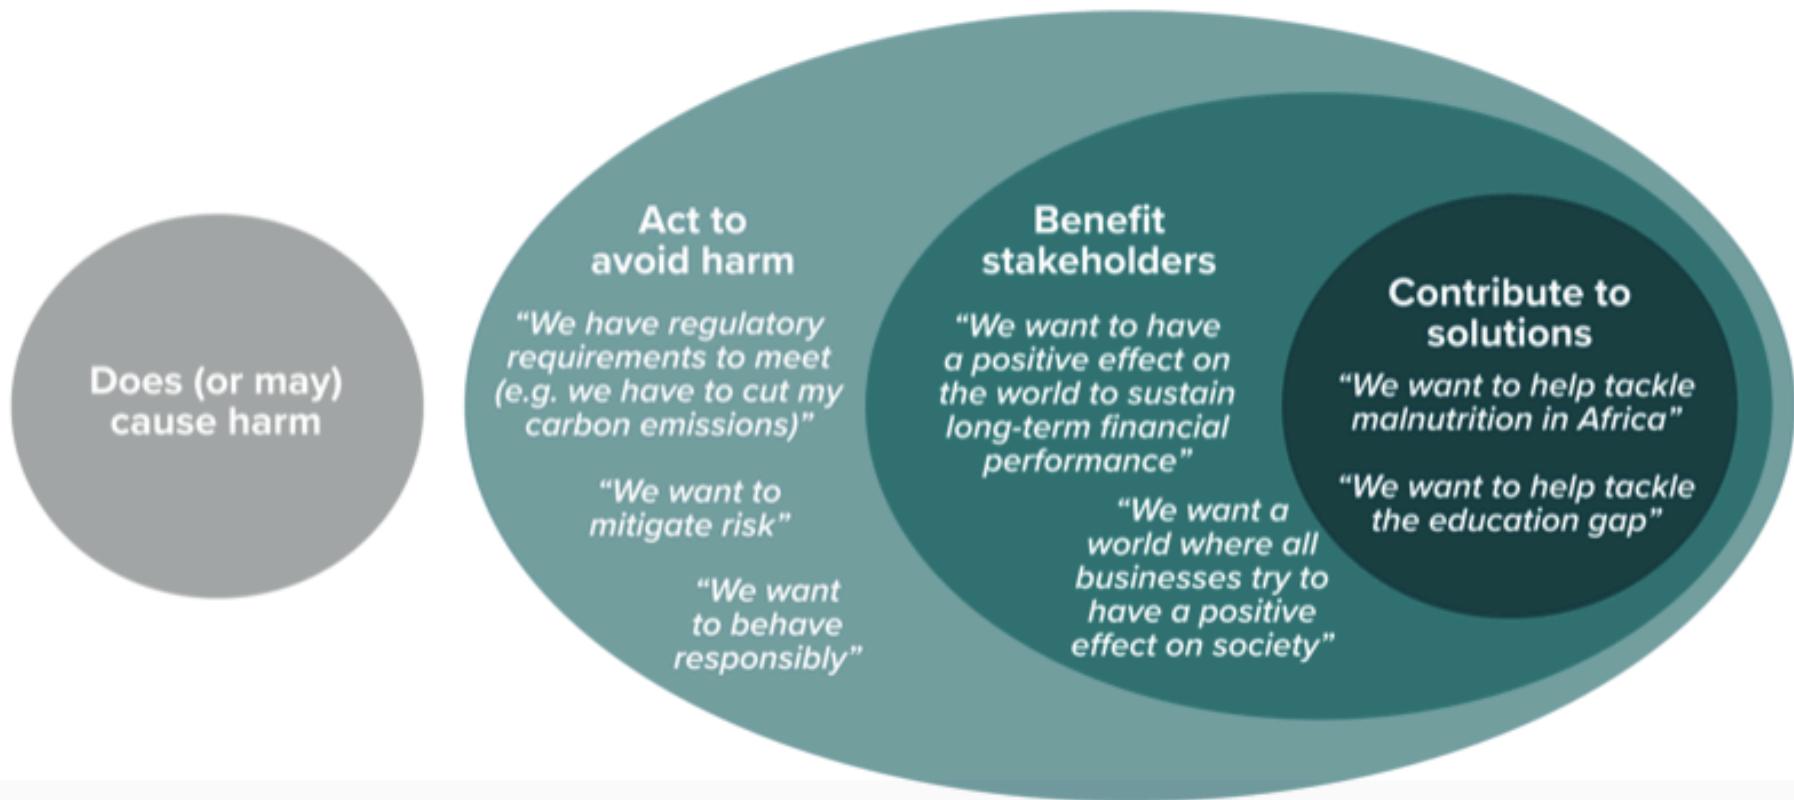 Does (or may)
cause harm
Act to
avoid harm
“We have regulatory
requirements to meet
(e.g. we have to cut my
carbon emissions)”
“We want to
mitigate risk”
“We want
to behave
responsibly”
Benefit
stakeholders
“We want to have
a positive effect on
the world to sustain
long-term financial
performance”
“We want a
world where all
businesses try to
have a positive
effect on society”
Contribute to
solutions
“We want to help tackle
malnutrition in Africa”
“We want to help tackle
the education gap”